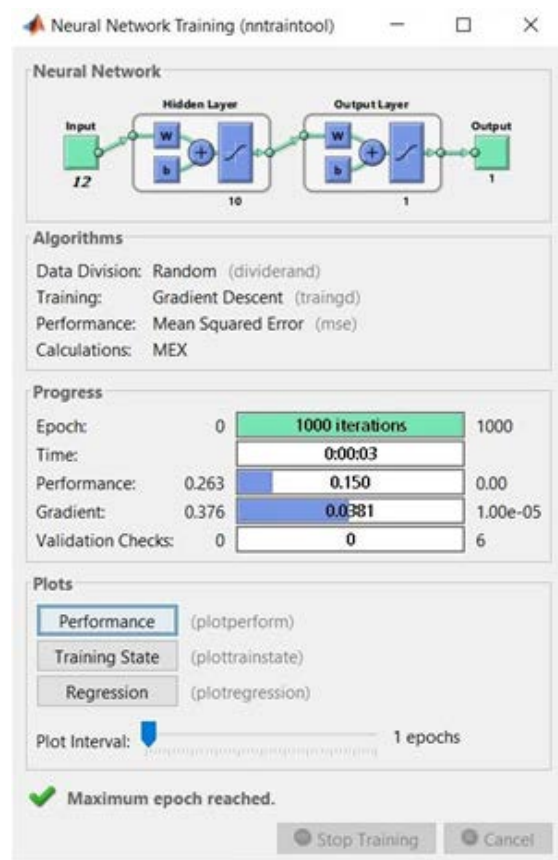 Neural Network Training (nntraintool)
Neural Network
Hidden Layer
Output Layer
Input
Output
W
b
W
b
12
10
1
1
Algorithms
Data Division: Random (dividerand)
Training: Gradient Descent (traingd)
Performance: Mean Squared Error (mse)
Calculations: MEX
Progress
Epoch: 0 1000 iterations 1000
Time: 0:00:03
Performance: 0.263 0.150 0.00
Gradient: 0.376 0.0381 1.00e-05
Validation Checks: 0 0 6
Plots
Performance (plotperform)
Training State (plottrainstate)
Regression (plotregression)
Plot Interval: 1 epochs
Maximum epoch reached.
Stop Training Cancel